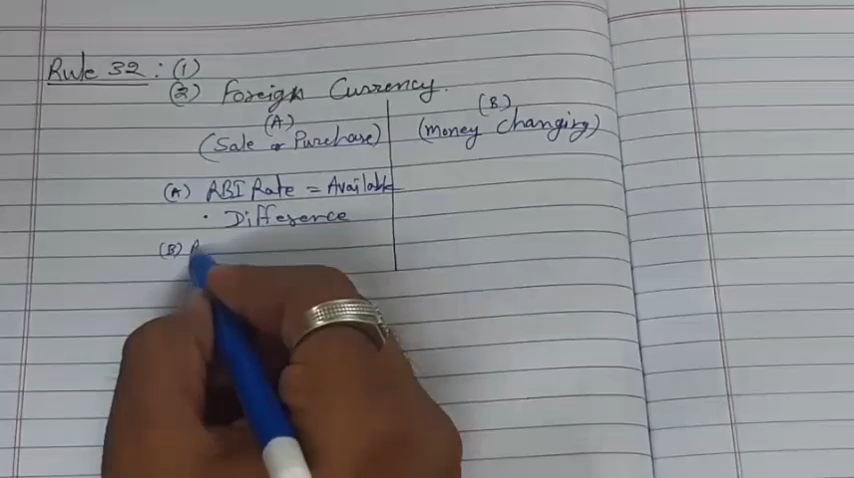 Rule 32 : (1)
(2) Foreign Currency.
(A)
(Sale or Purchase)
(B)
(Money Changing)
(A) RBI Rate = Available
. Difference
(B)